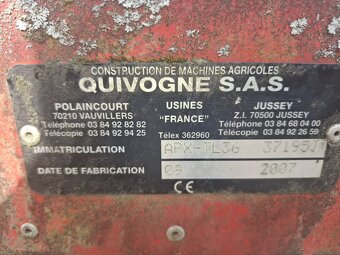 CONSTRUCTION DE MACHINES AGRICOLES
QUIVOGNE S.A.S.
POLAINCOURT USINES JUSSEY
70210 VAUVILLERS "FRANCE" Z.I. 70500 JUSSEY
Téléphone 03 84 92 82 82 Téléphone 03 84 68 04 00
Télécopie 03 84 92 94 25 Télex 362960 Télécopie 03 84 92 26 59
IMMATRICULATION APX-TL36
DATE DE FABRICATION 09 2007
CE